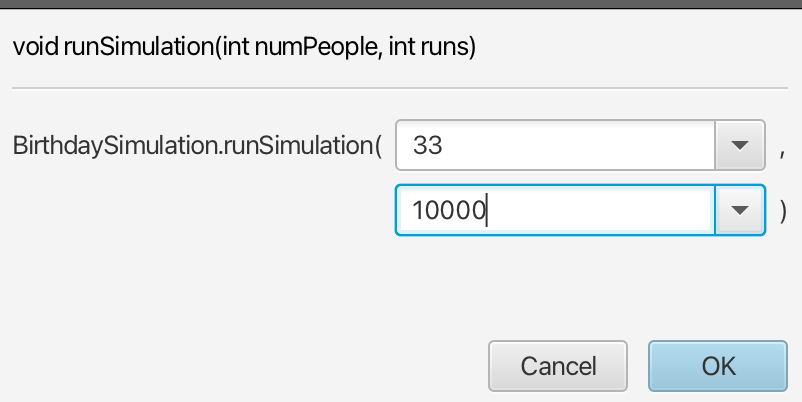 void runSimulation(int numPeople, int runs)
BirthdaySimulation.runSimulation( 33 ,
10000 )
Cancel OK